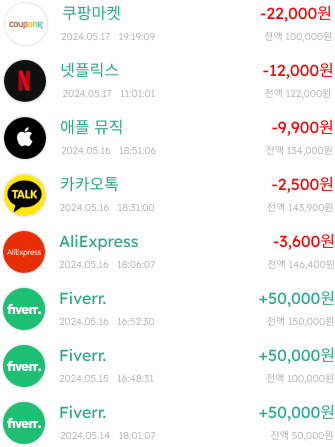 coupang
쿠팡마켓
-22,000원
2024.05.17 19:19:09
전액 100,000원
넷플릭스
-12,000원
2024.05.17 11:01:01
전액 122,000원
애플 뮤직
-9,900원
2024.05.16 18:51:06
전액 134,000원
TALK
카카오톡
-2,500원
2024.05.16 18:31:00
전액 143,900원
AliExpress
AliExpress
-3,600원
2024.05.16 18:06:07
전액 146,400원
fiverr.
Fiverr.
+50,000원
2024.05.16 16:52:30
전액 150,000원
fiverr.
Fiverr.
+50,000원
2024.05.15 16:48:31
전액 100,000원
fiverr.
Fiverr.
+50,000원
2024.05.14 18:01:07
전액 50,000원